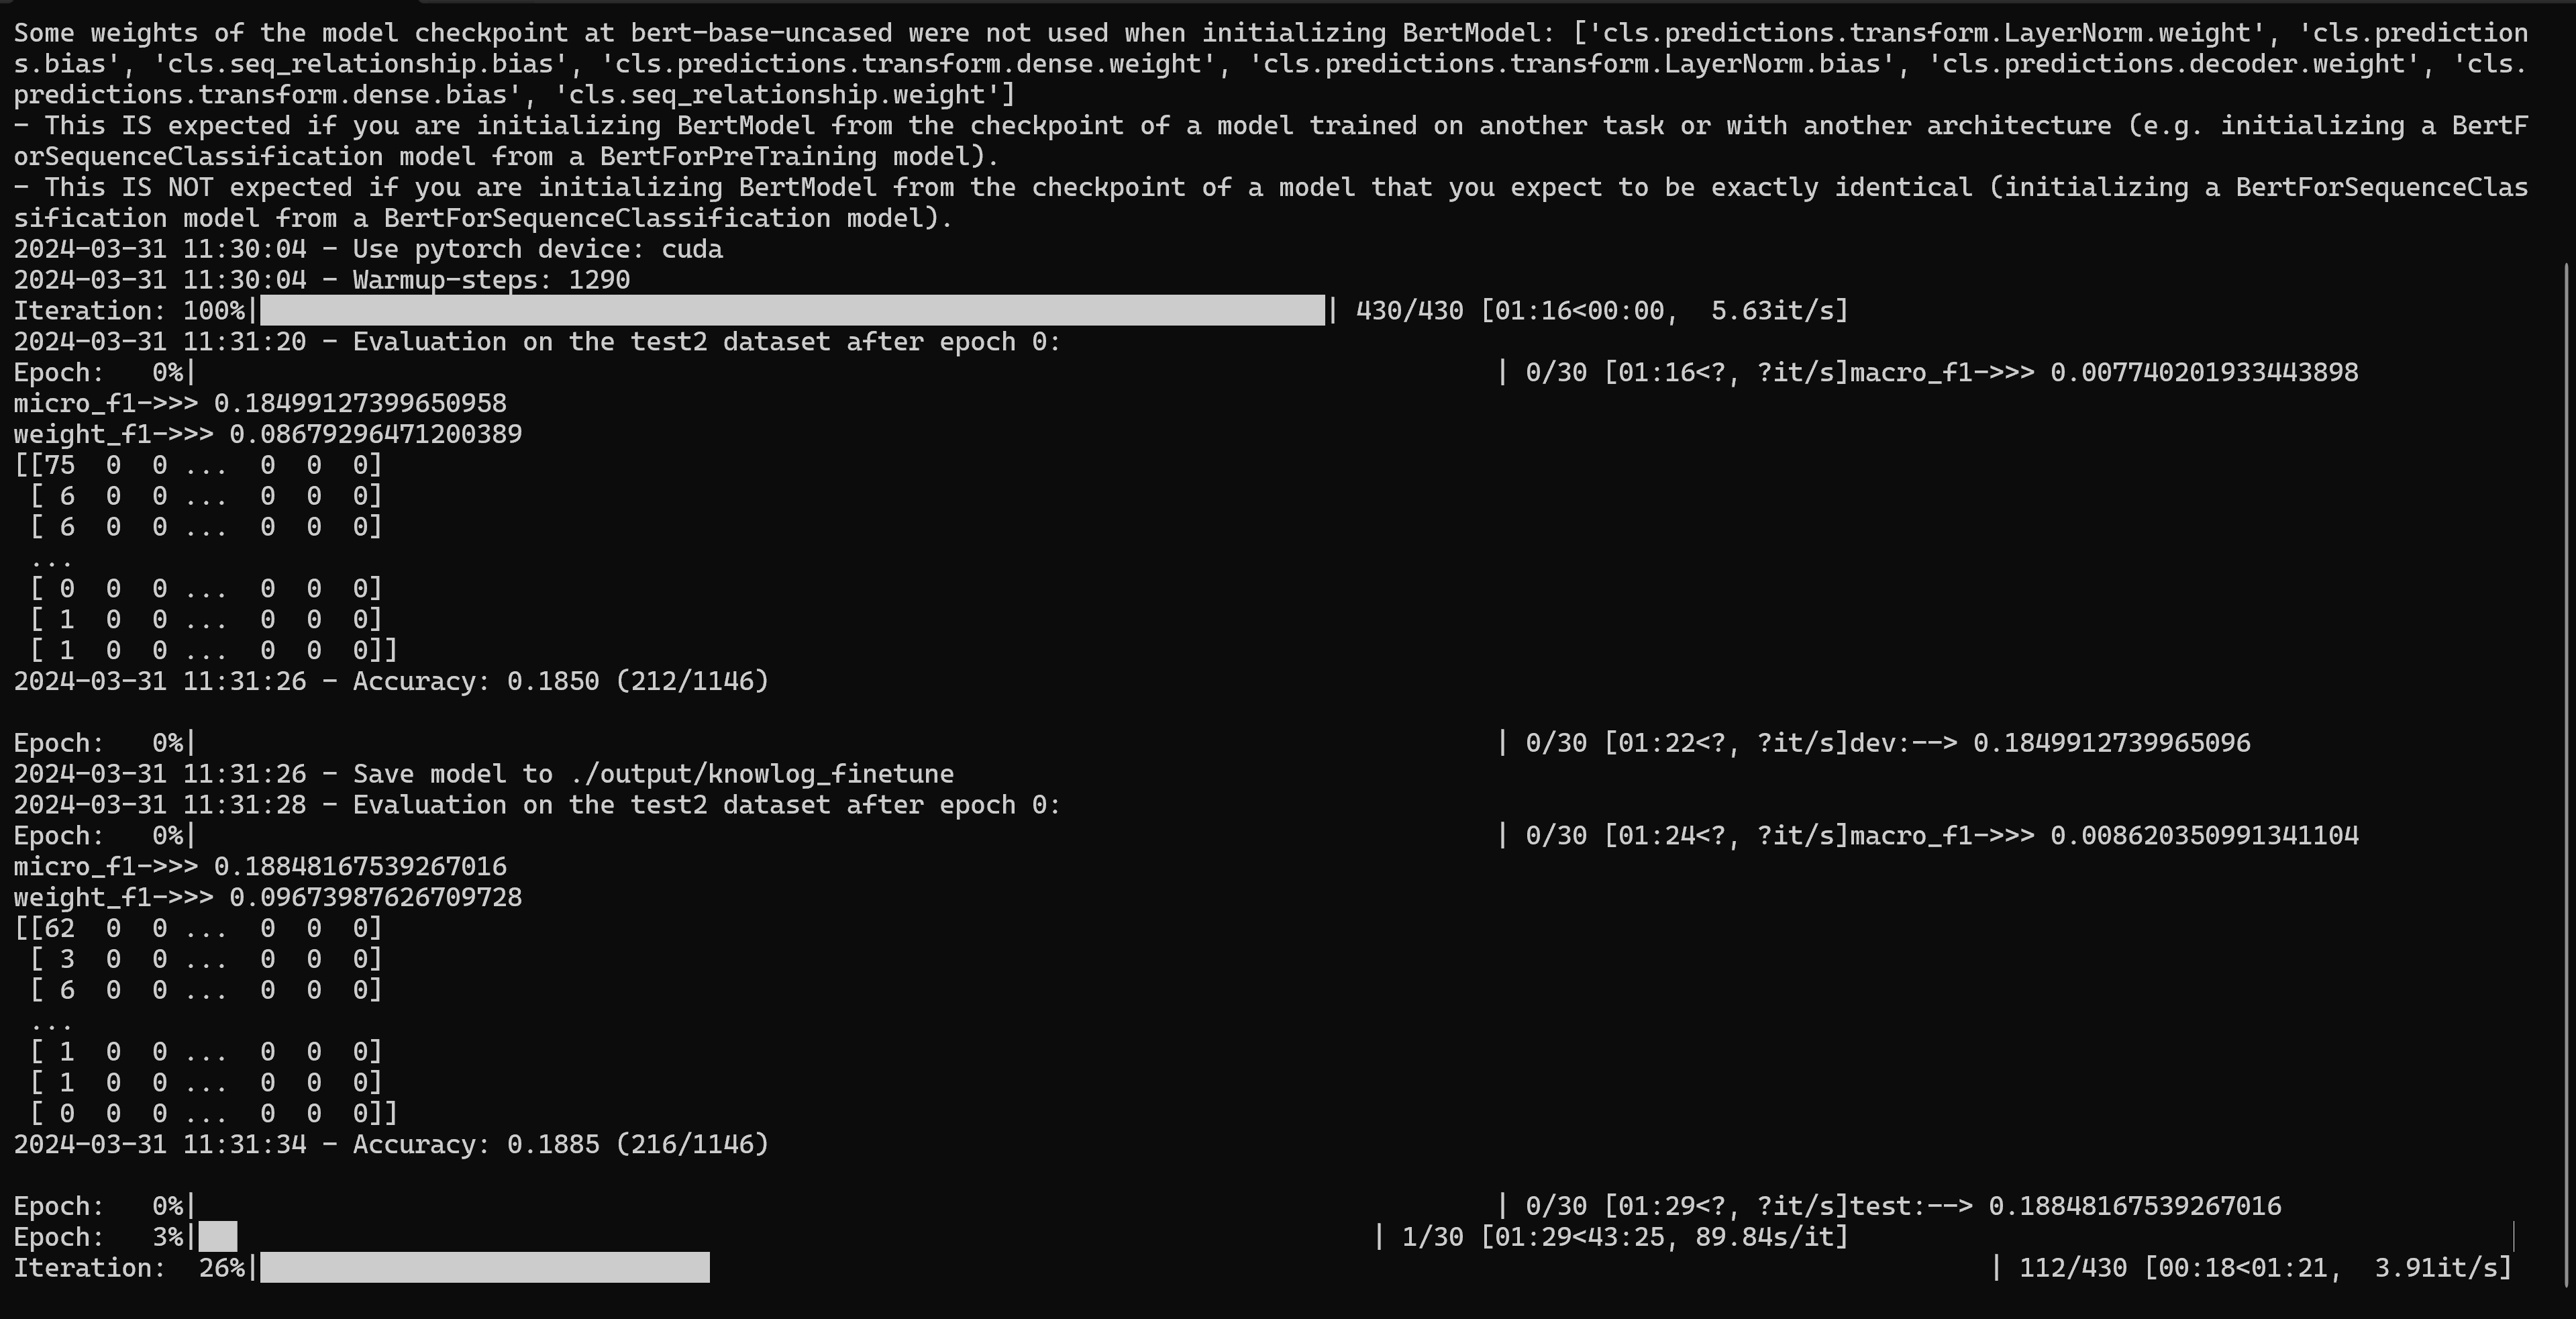 Some weights of the model checkpoint at bert-base-uncased were not used when initializing BertModel: ['cls.predictions.transform.LayerNorm.weight', 'cls.prediction
s.bias', 'cls.seq_relationship.bias', 'cls.predictions.transform.dense.weight', 'cls.predictions.transform.LayerNorm.bias', 'cls.predictions.decoder.weight', 'cls.
predictions.transform.dense.bias', 'cls.seq_relationship.weight']
- This IS expected if you are initializing BertModel from the checkpoint of a model trained on another task or with another architecture (e.g. initializing a BertF
orSequenceClassification model from a BertForPreTraining model).
- This IS NOT expected if you are initializing BertModel from the checkpoint of a model that you expect to be exactly identical (initializing a BertForSequenceClas
sification model from a BertForSequenceClassification model).
2024-03-31 11:30:04 - Use pytorch device: cuda
2024-03-31 11:30:04 - Warmup-steps: 1290
Iteration: 100%| | 430/430 [01:16<00:00,  5.63it/s]
2024-03-31 11:31:20 - Evaluation on the test2 dataset after epoch 0:
Epoch:   0%| | 0/30 [01:16<?, ?it/s]macro_f1->>> 0.007740201933443898
micro_f1->>> 0.18499127399650958
weight_f1->>> 0.08679296471200389
[[75  0  0 ...  0  0  0]
 [ 6  0  0 ...  0  0  0]
 [ 6  0  0 ...  0  0  0]
 ...
 [ 0  0  0 ...  0  0  0]
 [ 1  0  0 ...  0  0  0]
 [ 1  0  0 ...  0  0  0]]
2024-03-31 11:31:26 - Accuracy: 0.1850 (212/1146)
Epoch:   0%| | 0/30 [01:22<?, ?it/s]dev:--> 0.1849912739965096
2024-03-31 11:31:26 - Save model to ./output/knowlog_finetune
2024-03-31 11:31:28 - Evaluation on the test2 dataset after epoch 0:
Epoch:   0%| | 0/30 [01:24<?, ?it/s]macro_f1->>> 0.008620350991341104
micro_f1->>> 0.18848167539267016
weight_f1->>> 0.09673987626709728
[[62  0  0 ...  0  0  0]
 [ 3  0  0 ...  0  0  0]
 [ 6  0  0 ...  0  0  0]
 ...
 [ 1  0  0 ...  0  0  0]
 [ 1  0  0 ...  0  0  0]
 [ 0  0  0 ...  0  0  0]]
2024-03-31 11:31:34 - Accuracy: 0.1885 (216/1146)
Epoch:   0%| | 0/30 [01:29<?, ?it/s]test:--> 0.18848167539267016
Epoch:   3%| | 1/30 [01:29<43:25, 89.84s/it]
Iteration:  26%| | 112/430 [00:18<01:21,  3.91it/s]